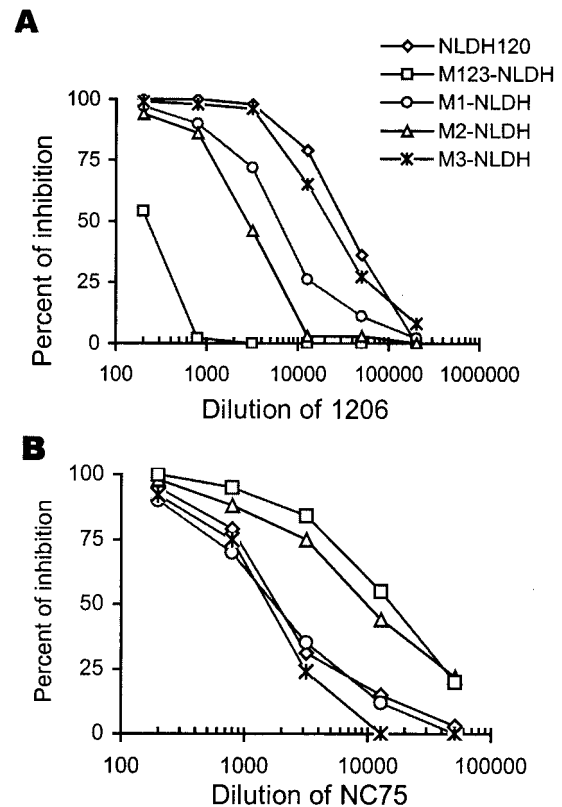 A
NLDH120
M123-NLDH
M1-NLDH
M2-NLDH
M3-NLDH
100
75
50
25
0
Percent of inhibition
100 1000 10000 100000 1000000
Dilution of 1206
B
100
75
50
25
0
Percent of inhibition
100 1000 10000 100000
Dilution of NC75